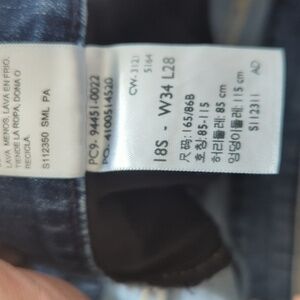 LAVA MENOS. LAVA EN FRIO.
TIENDE LA ROPA. DONA O
RECICLA.
S112350 SML PA
PC9- 94451-0022
PO- 4100514520
CW-3121
5164
18S - W34 L28
尺码: 165/86B
호칭: 85-115
허리둘레: 85 cm
엉덩이둘레: 115 cm
S112311 AD